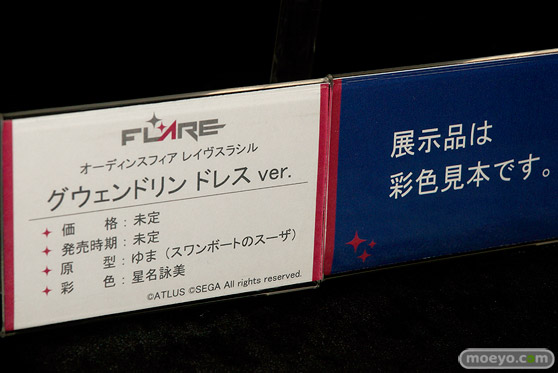 FLARE
オーディンスフィア レイヴスラシル
グウェンドリン ドレス ver.
価　　格：未定
発売時期：未定
原　　型：ゆま（スワンボートのスーザ）
彩　　色：星名詠美
©ATLUS ©SEGA All rights reserved.
展示品は
彩色見本です。
moeyo.com